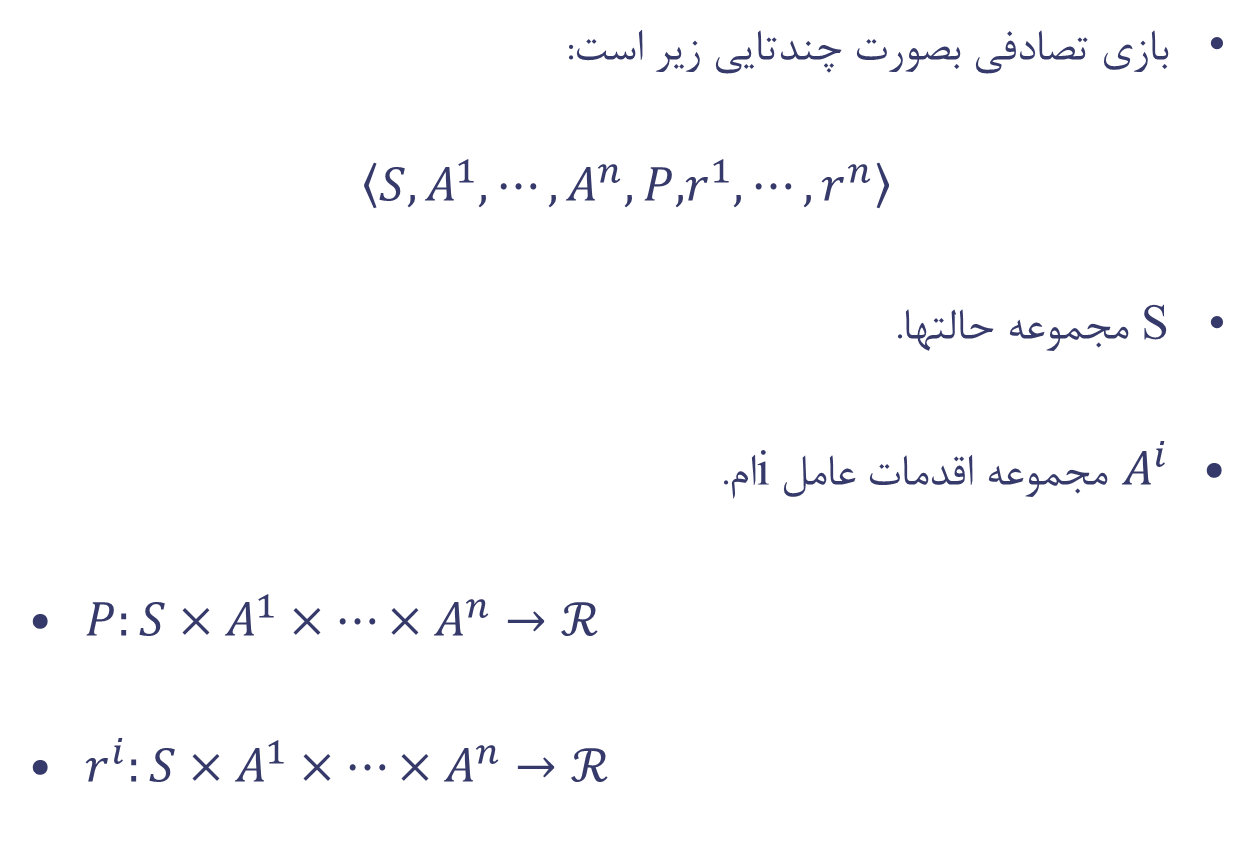 • بازی تصادفی بصورت چندتایی زیر است:
⟨S, A¹, ⋯ , Aⁿ, P,r¹, ⋯ , rⁿ⟩
• S مجموعه حالتها.
• Aⁱ مجموعه اقدمات عامل iام.
• P: S × A¹ × ⋯ × Aⁿ → ℛ
• rⁱ: S × A¹ × ⋯ × Aⁿ → ℛ